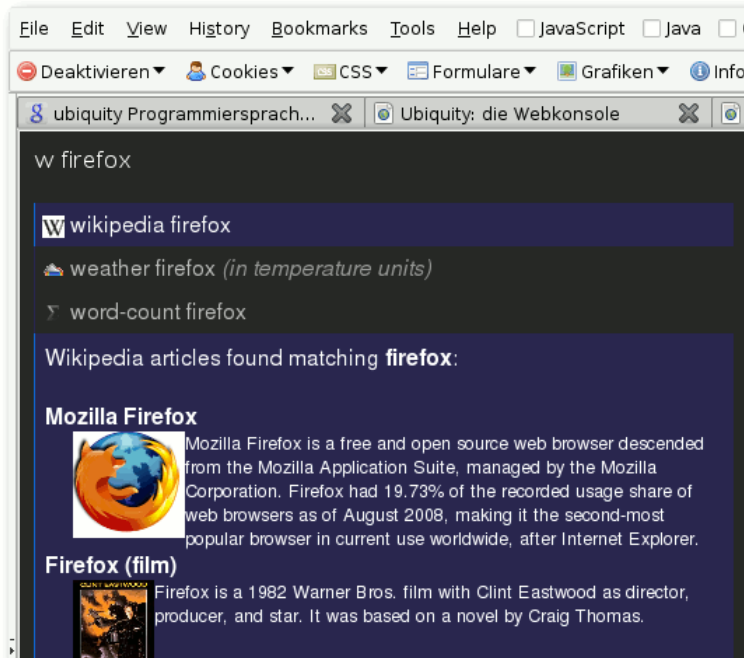 File Edit View History Bookmarks Tools Help JavaScript Java
Deaktivieren Cookies CSS Formulare Grafiken Info
ubiquity Programmiersprach... Ubiquity: die Webkonsole
w firefox
W wikipedia firefox
weather firefox (in temperature units)
Σ word-count firefox
Wikipedia articles found matching firefox:
Mozilla Firefox
Mozilla Firefox is a free and open source web browser descended
from the Mozilla Application Suite, managed by the Mozilla
Corporation. Firefox had 19.73% of the recorded usage share of
web browsers as of August 2008, making it the second-most
popular browser in current use worldwide, after Internet Explorer.
Firefox (film)
CLINT EASTWOOD
Firefox is a 1982 Warner Bros. film with Clint Eastwood as director,
producer, and star. It was based on a novel by Craig Thomas.